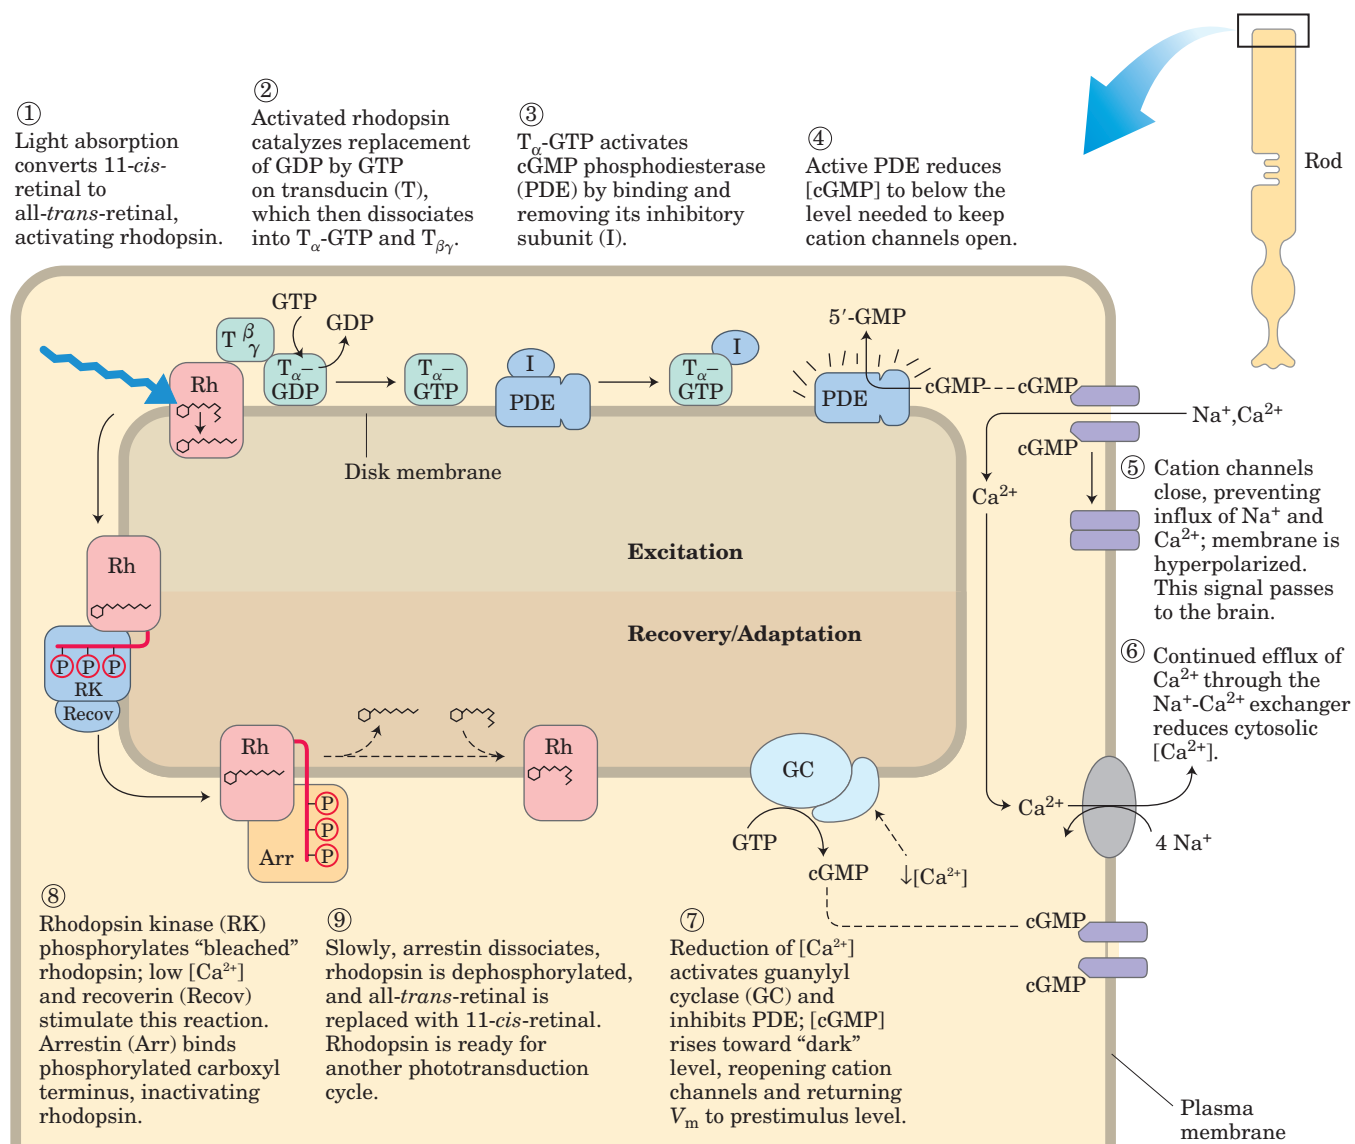 ①
Light absorption
converts 11-cis-
retinal to
all-trans-retinal,
activating rhodopsin.
②
Activated rhodopsin
catalyzes replacement
of GDP by GTP
on transducin (T),
which then dissociates
into Tα-GTP and Tβγ.
③
Tα-GTP activates
cGMP phosphodiesterase
(PDE) by binding and
removing its inhibitory
subunit (I).
④
Active PDE reduces
[cGMP] to below the
level needed to keep
cation channels open.
Rod
GTP
GDP
T β
γ
Rh
Tα–
GDP
Tα–
GTP
I
PDE
Tα–
GTP
I
5′-GMP
PDE
cGMP
cGMP
Na⁺,Ca²⁺
cGMP
Disk membrane
Ca²⁺
⑤ Cation channels
close, preventing
influx of Na⁺ and
Ca²⁺; membrane is
hyperpolarized.
This signal passes
to the brain.
Excitation
Rh
P P P
RK
Recov
Recovery/Adaptation
⑥ Continued efflux of
Ca²⁺ through the
Na⁺-Ca²⁺ exchanger
reduces cytosolic
[Ca²⁺].
Rh
P
P
P
Arr
Rh
GC
GTP
cGMP
↓[Ca²⁺]
Ca²⁺
4 Na⁺
cGMP
cGMP
⑧
Rhodopsin kinase (RK)
phosphorylates “bleached”
rhodopsin; low [Ca²⁺]
and recoverin (Recov)
stimulate this reaction.
Arrestin (Arr) binds
phosphorylated carboxyl
terminus, inactivating
rhodopsin.
⑨
Slowly, arrestin dissociates,
rhodopsin is dephosphorylated,
and all-trans-retinal is
replaced with 11-cis-retinal.
Rhodopsin is ready for
another phototransduction
cycle.
⑦
Reduction of [Ca²⁺]
activates guanylyl
cyclase (GC) and
inhibits PDE; [cGMP]
rises toward “dark”
level, reopening cation
channels and returning
Vm to prestimulus level.
Plasma
membrane